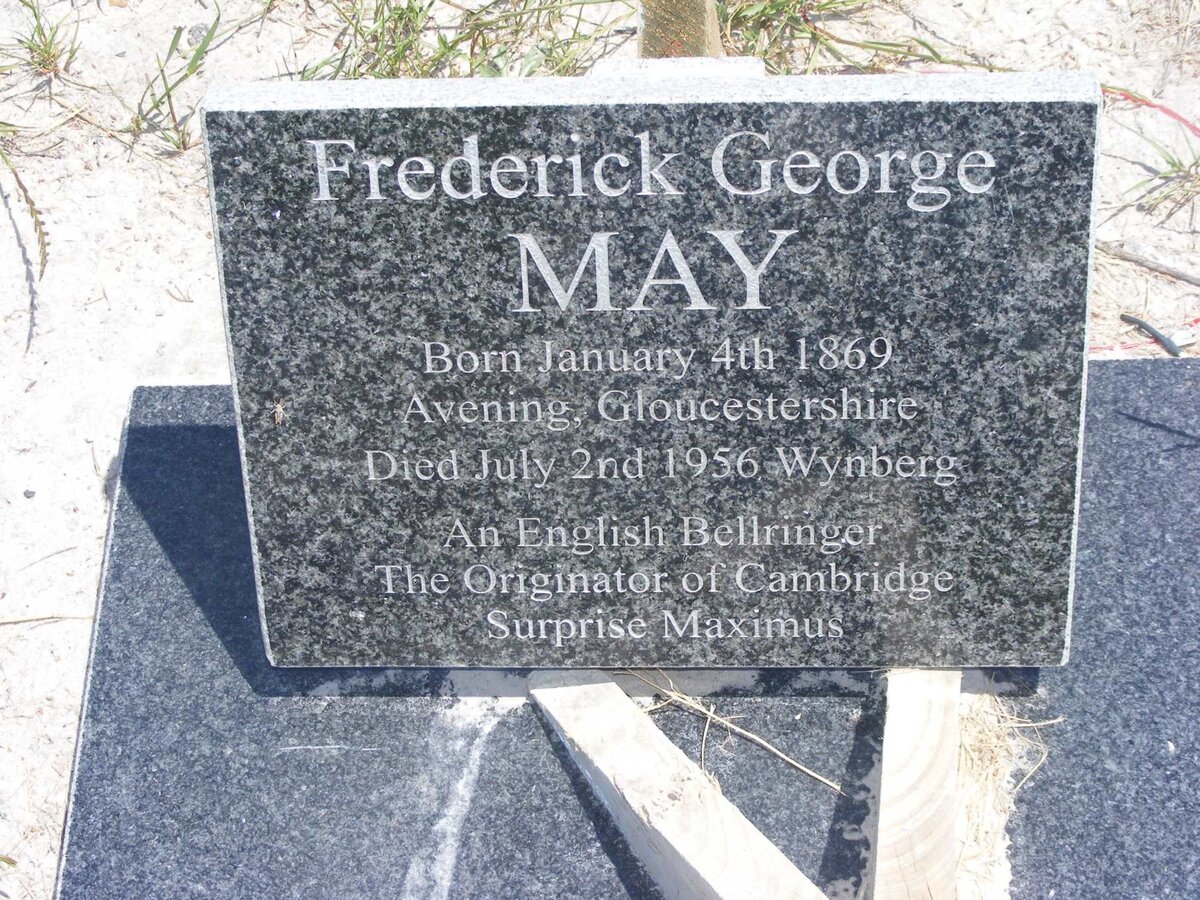 Frederick George
MAY
Born January 4th 1869
Avening, Gloucestershire
Died July 2nd 1956 Wynberg
An English Bellringer
The Originator of Cambridge
Surprise Maximus